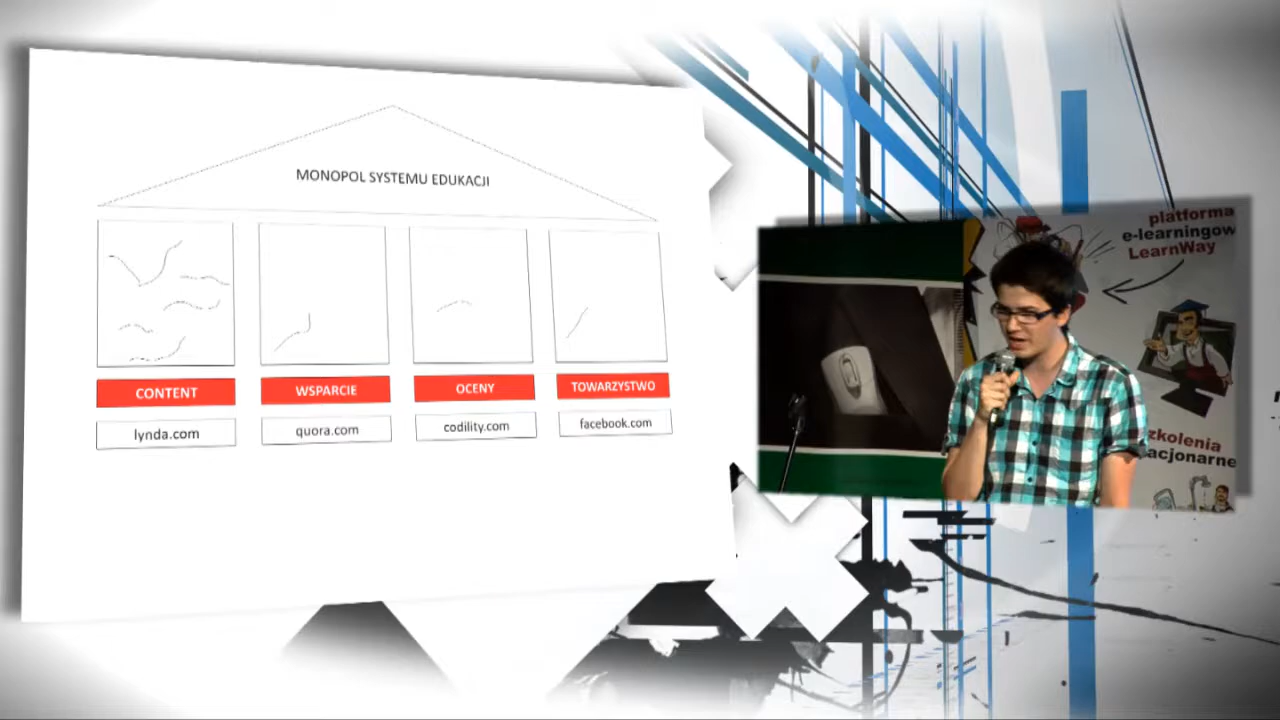 MONOPOL SYSTEMU EDUKACJI
CONTENT
WSPARCIE
OCENY
TOWARZYSTWO
lynda.com
quora.com
codility.com
facebook.com
platforma
e-learningow
LearnWay
zkolenia
acjonarne